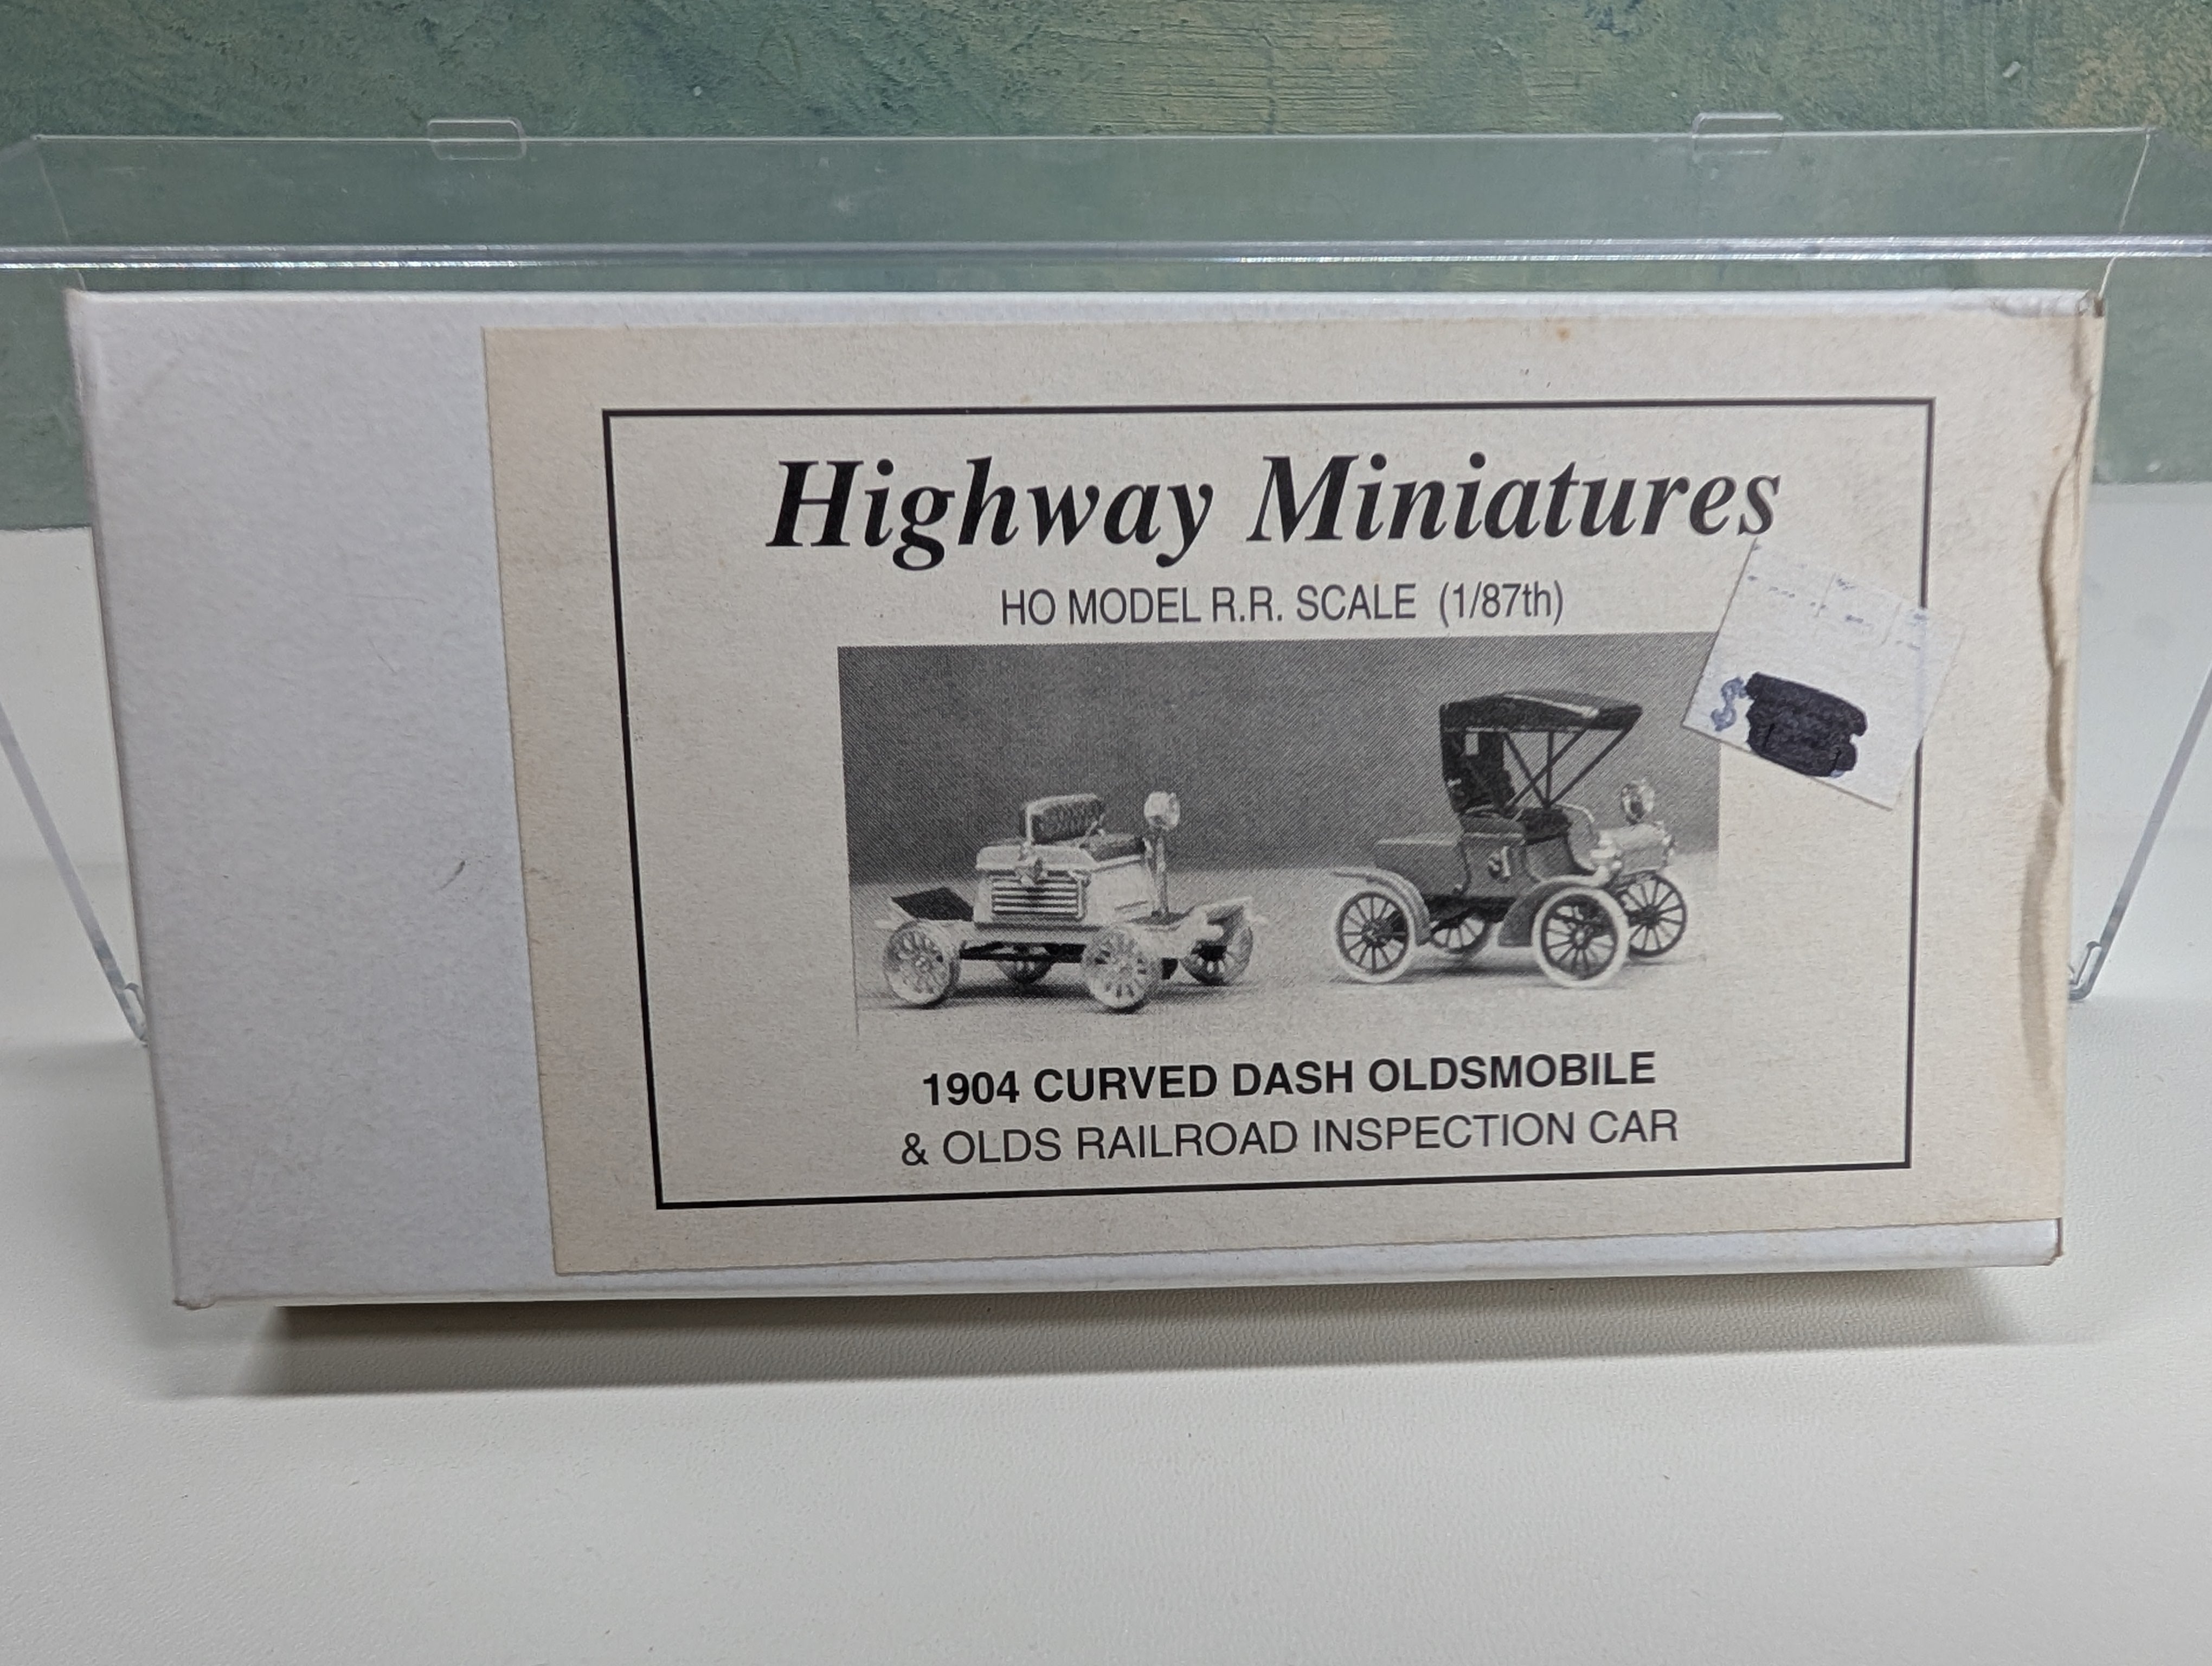 Highway Miniatures
HO MODEL R.R. SCALE (1/87th)
$
1904 CURVED DASH OLDSMOBILE
& OLDS RAILROAD INSPECTION CAR